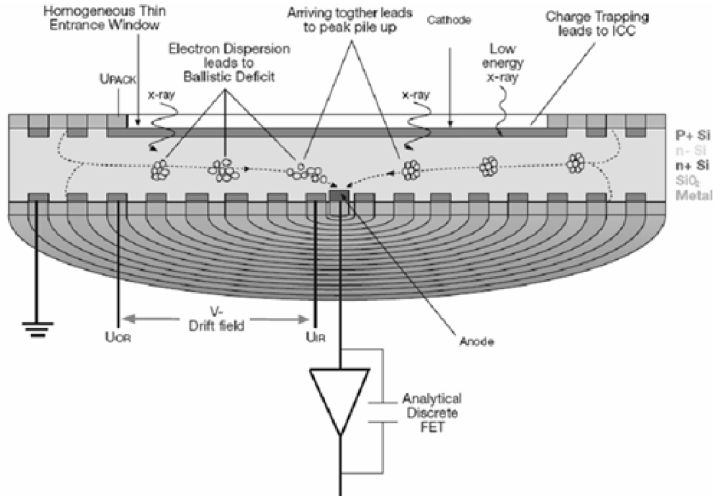 Homogeneous Thin
Entrance Window
Arriving togther leads
to peak pile up
Cathode
Charge Trapping
leads to ICC
Electron Dispersion
leads to
Ballistic Deficit
Low
energy
x-ray
UPACK
x-ray
x-ray
P+ Si
n- Si
n+ Si
SiO2
Metal
V-
Drift field
UOR
UIR
Anode
Analytical
Discrete
FET